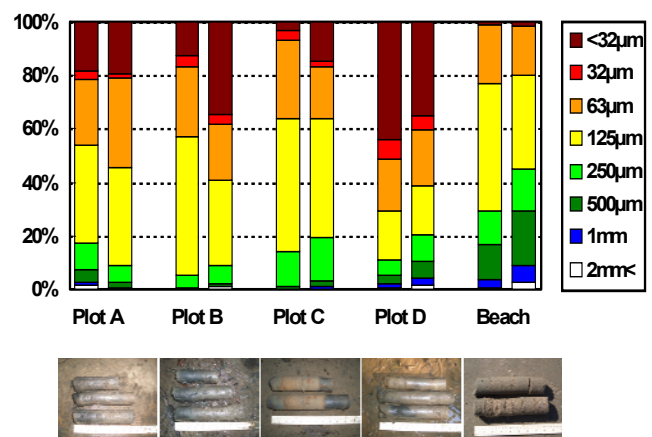 100%
80%
60%
40%
20%
0%
Plot A Plot B Plot C Plot D Beach
<32μm
32μm
63μm
125μm
250μm
500μm
1mm
2mm<